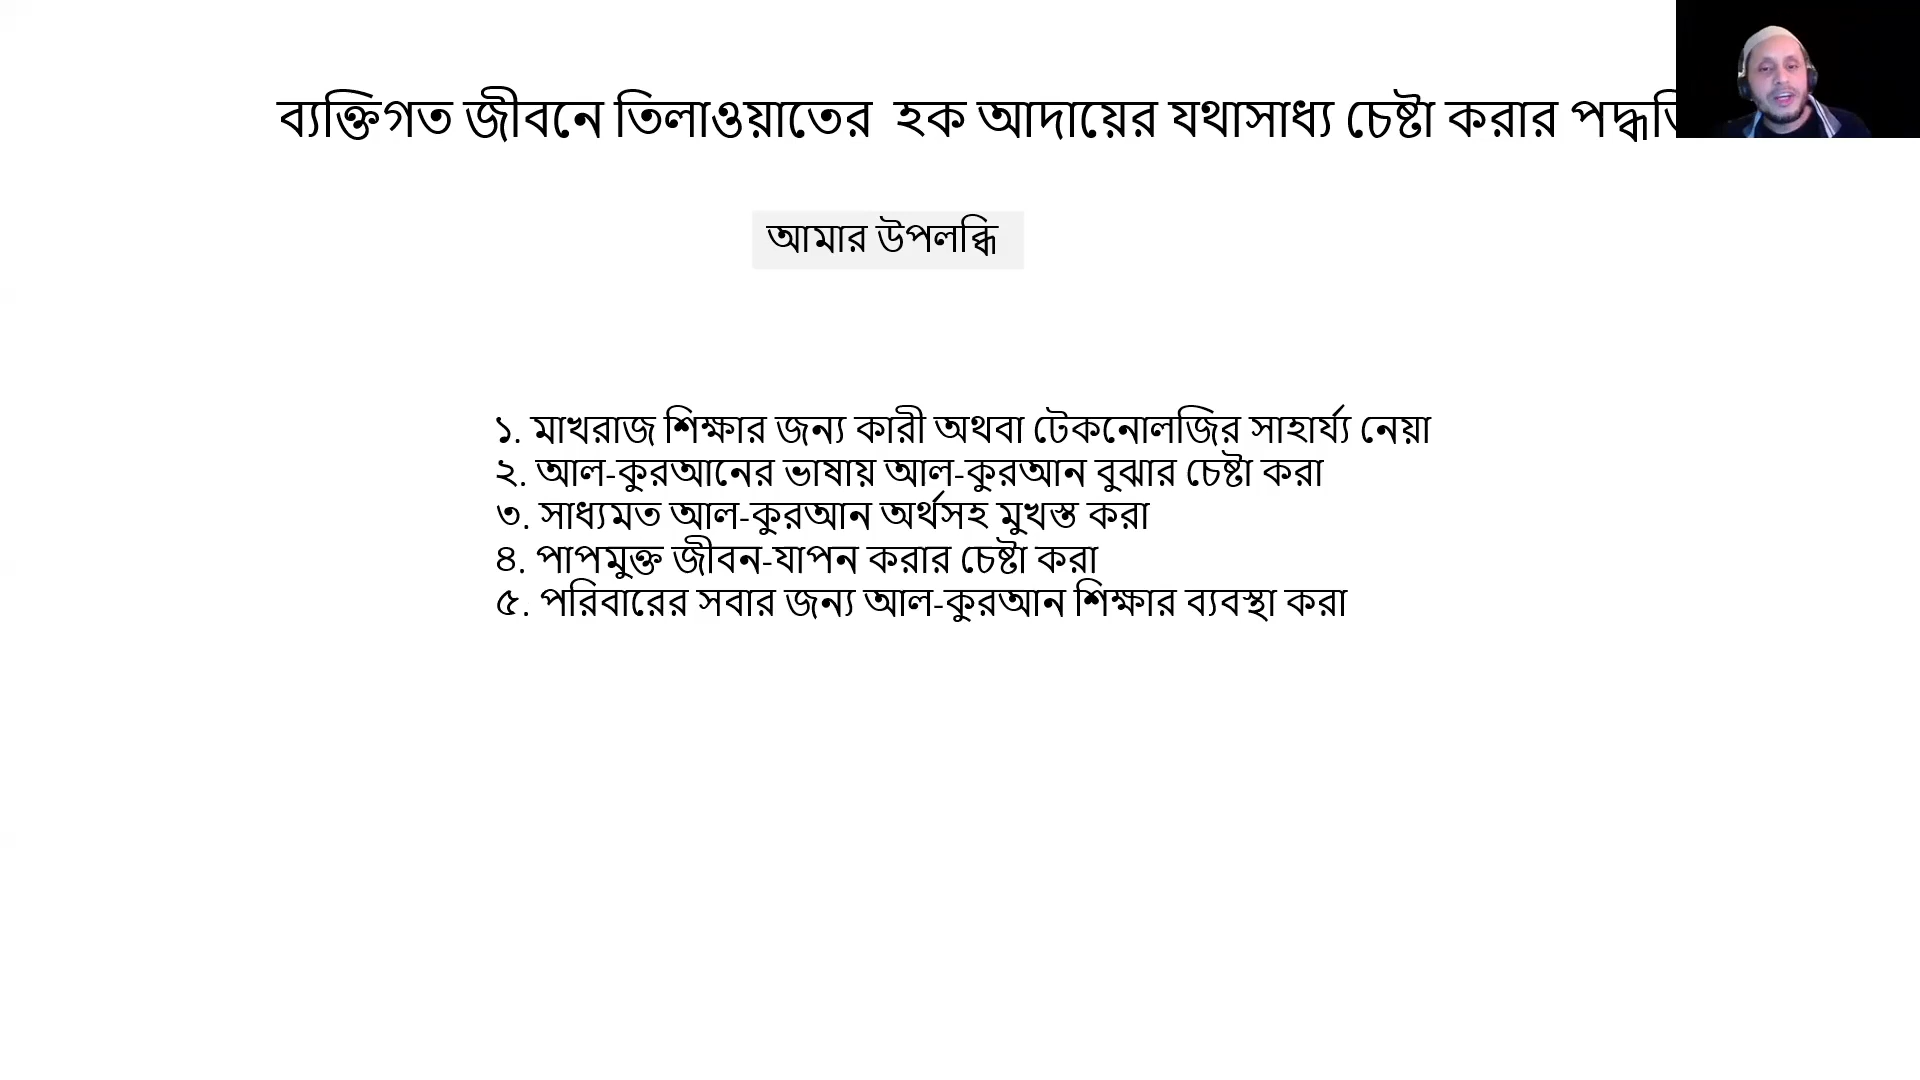 ব্যক্তিগত জীবনে তিলাওয়াতের হক আদায়ের যথাসাধ্য চেষ্টা করার
আমার উপলব্ধি
১. মাখরাজ শিক্ষার জন্য কারী অথবা টেকনোলজির সাহার্য্য নেয়া
২. আল-কুরআনের ভাষায় আল-কুরআন বুঝার চেষ্টা করা
৩. সাধ্যমত আল-কুরআন অর্থসহ মুখস্ত করা
৪. পাপমুক্ত জীবন-যাপন করার চেষ্টা করা
৫. পরিবারের সবার জন্য আল-কুরআন শিক্ষার ব্যবস্থা করা